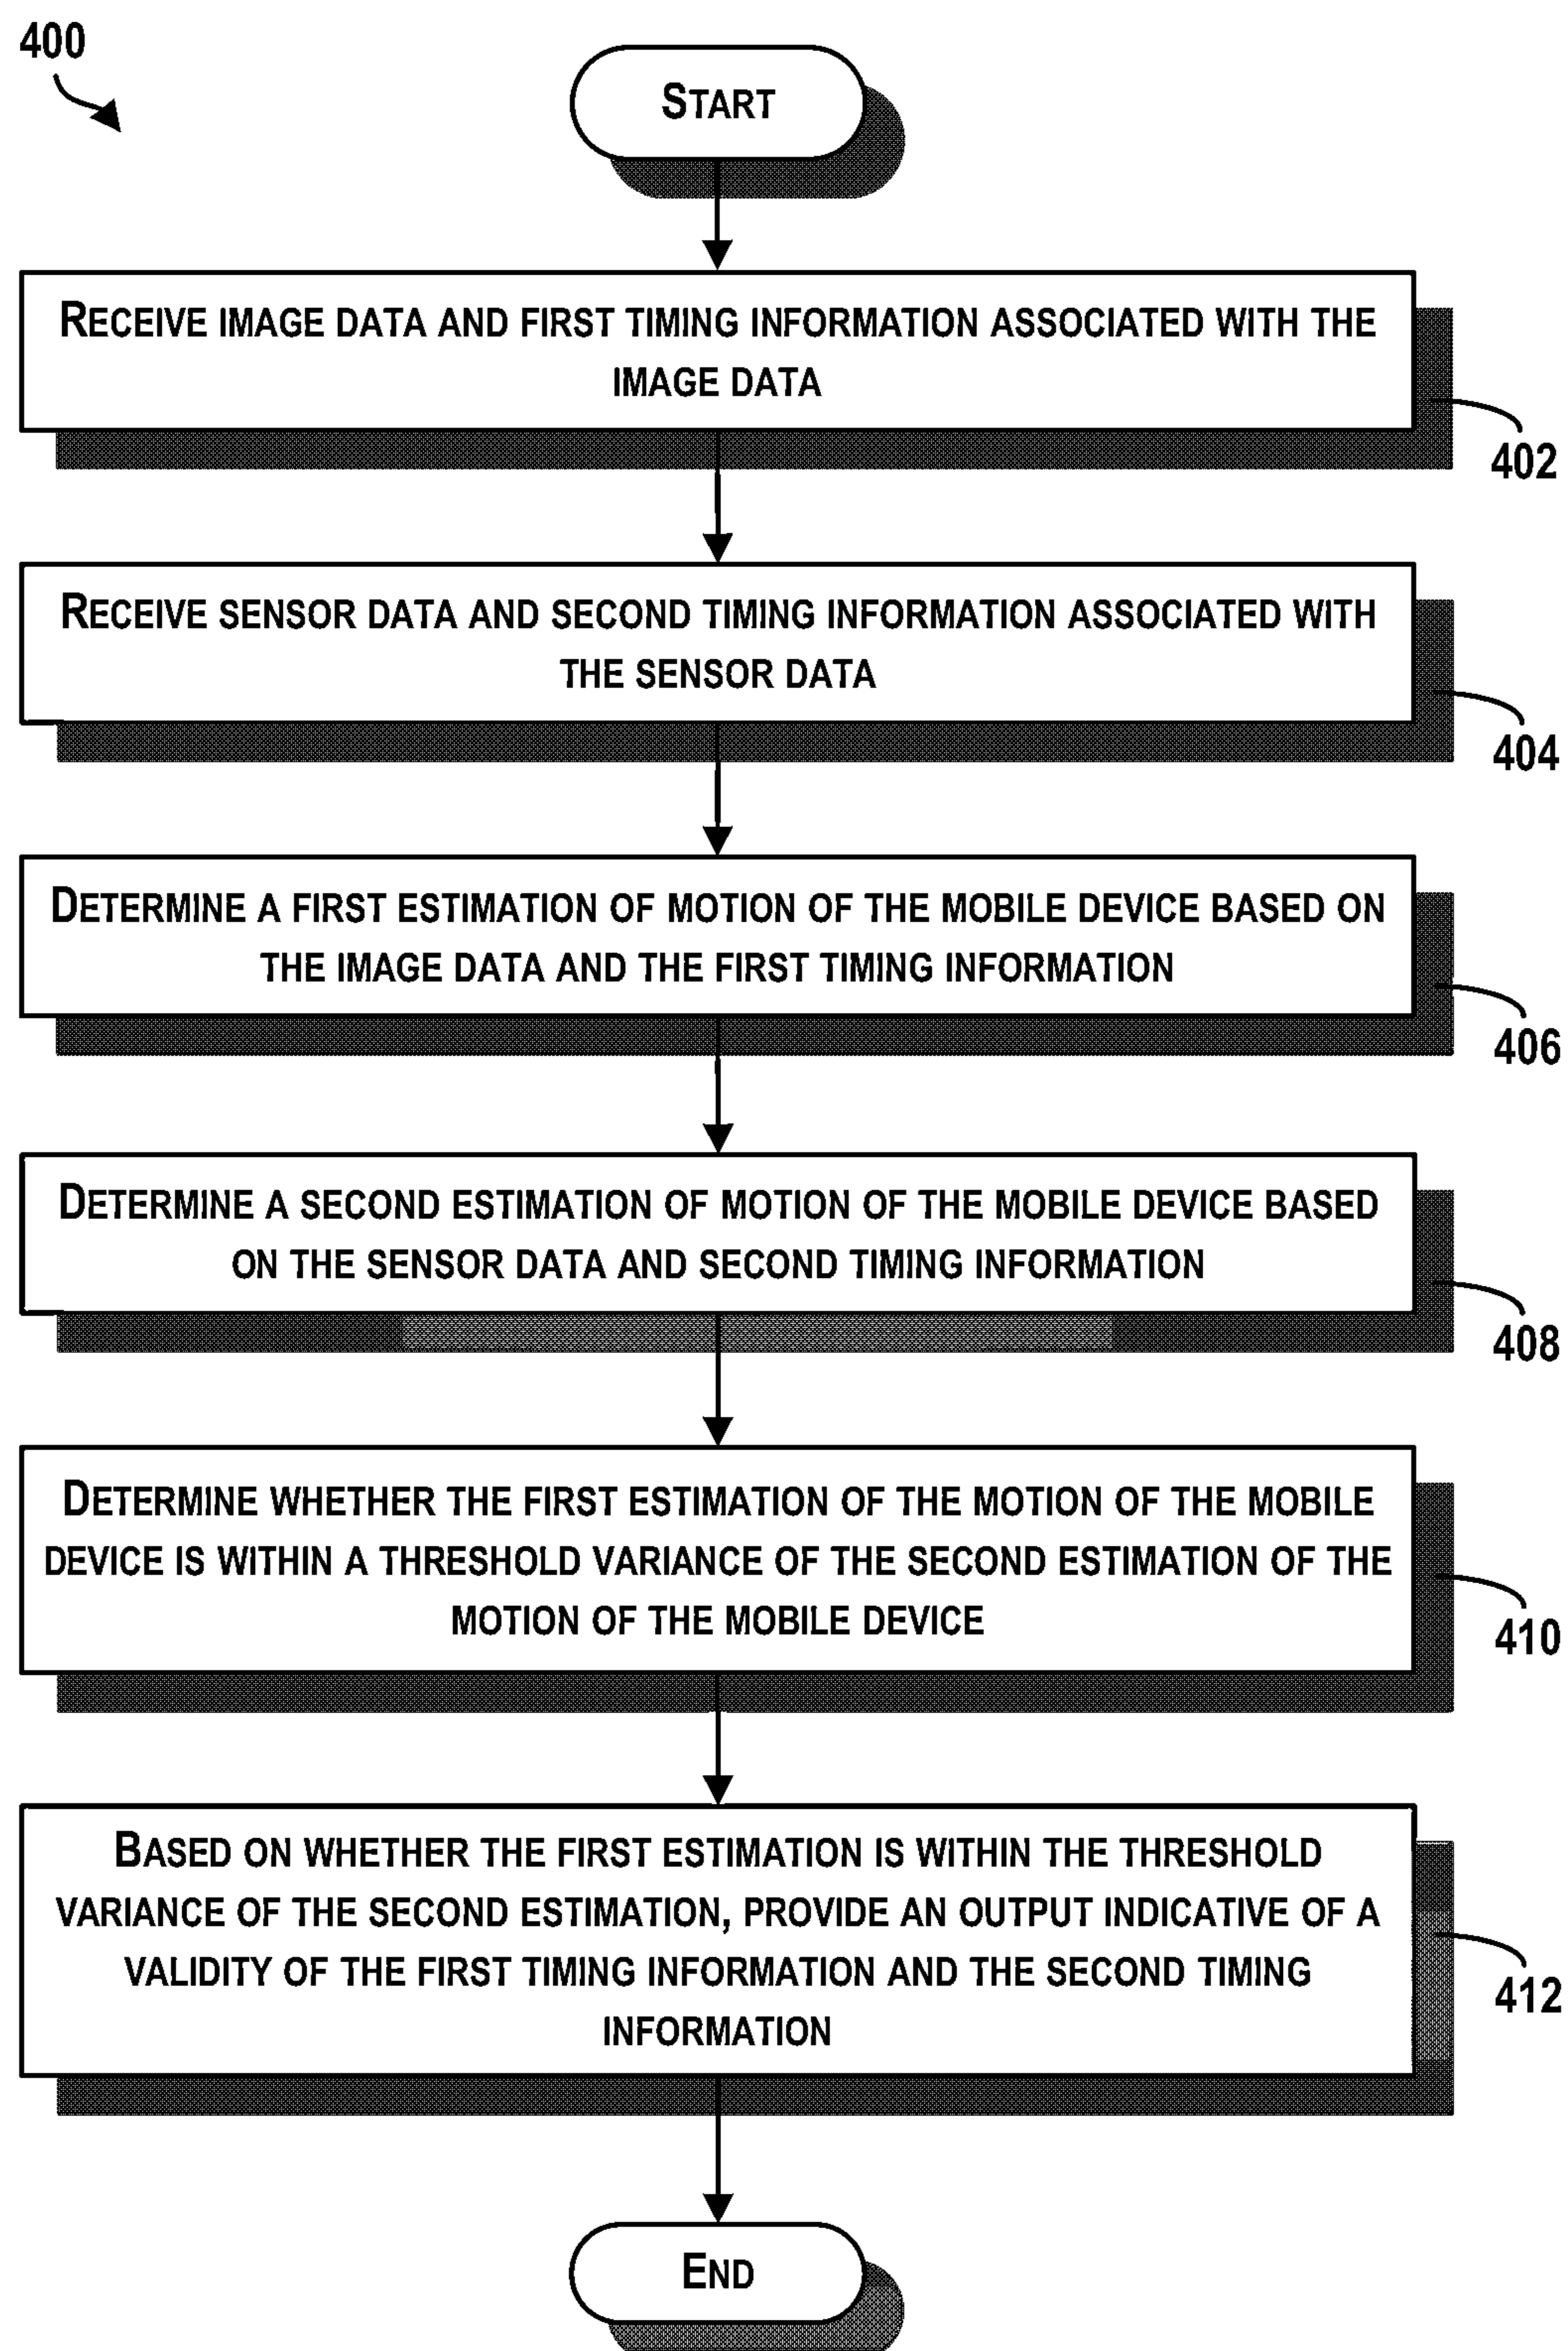 400
START
RECEIVE IMAGE DATA AND FIRST TIMING INFORMATION ASSOCIATED WITH THE
IMAGE DATA
402
RECEIVE SENSOR DATA AND SECOND TIMING INFORMATION ASSOCIATED WITH
THE SENSOR DATA
404
DETERMINE A FIRST ESTIMATION OF MOTION OF THE MOBILE DEVICE BASED ON
THE IMAGE DATA AND THE FIRST TIMING INFORMATION
406
DETERMINE A SECOND ESTIMATION OF MOTION OF THE MOBILE DEVICE BASED
ON THE SENSOR DATA AND SECOND TIMING INFORMATION
408
DETERMINE WHETHER THE FIRST ESTIMATION OF THE MOTION OF THE MOBILE
DEVICE IS WITHIN A THRESHOLD VARIANCE OF THE SECOND ESTIMATION OF THE
MOTION OF THE MOBILE DEVICE
410
BASED ON WHETHER THE FIRST ESTIMATION IS WITHIN THE THRESHOLD
VARIANCE OF THE SECOND ESTIMATION, PROVIDE AN OUTPUT INDICATIVE OF A
VALIDITY OF THE FIRST TIMING INFORMATION AND THE SECOND TIMING
INFORMATION
412
END